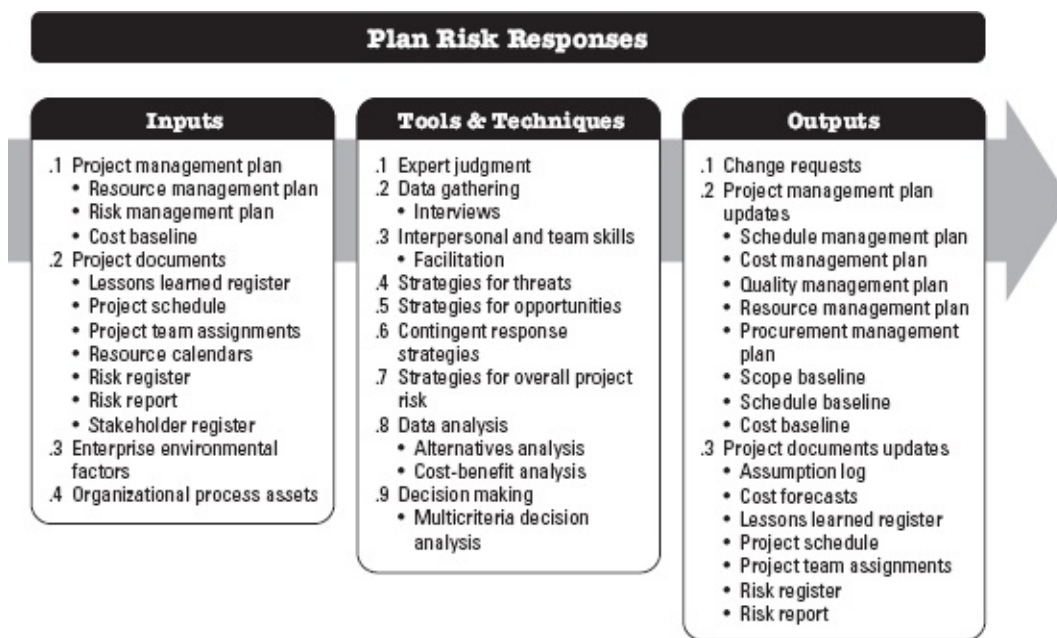 Plan Risk Responses
Inputs
.1 Project management plan
• Resource management plan
• Risk management plan
• Cost baseline
.2 Project documents
• Lessons learned register
• Project schedule
• Project team assignments
• Resource calendars
• Risk register
• Risk report
• Stakeholder register
.3 Enterprise environmental
factors
.4 Organizational process assets
Tools & Techniques
.1 Expert judgment
.2 Data gathering
• Interviews
.3 Interpersonal and team skills
• Facilitation
.4 Strategies for threats
.5 Strategies for opportunities
.6 Contingent response
strategies
.7 Strategies for overall project
risk
.8 Data analysis
• Alternatives analysis
• Cost-benefit analysis
.9 Decision making
• Multicriteria decision
analysis
Outputs
.1 Change requests
.2 Project management plan
updates
• Schedule management plan
• Cost management plan
• Quality management plan
• Resource management plan
• Procurement management
plan
• Scope baseline
• Schedule baseline
• Cost baseline
.3 Project documents updates
• Assumption log
• Cost forecasts
• Lessons learned register
• Project schedule
• Project team assignments
• Risk register
• Risk report